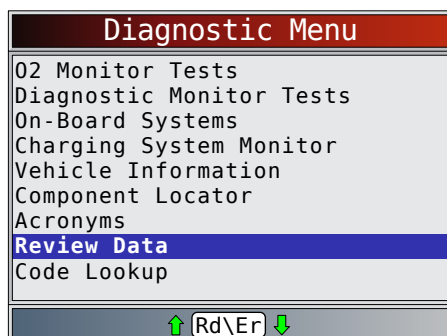 Diagnostic Menu
O2 Monitor Tests
Diagnostic Monitor Tests
On-Board Systems
Charging System Monitor
Vehicle Information
Component Locator
Acronyms
Review Data
Code Lookup
Rd\Er